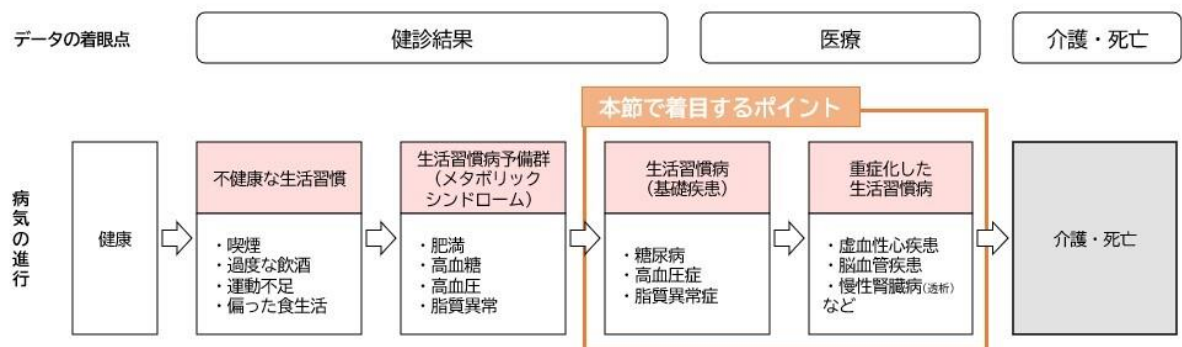 データの着眼点
健診結果
医療
介護・死亡
本節で着目するポイント
病気の進行
健康
不健康な生活習慣
・喫煙
・過度な飲酒
・運動不足
・偏った食生活
生活習慣病予備群
（メタボリック
シンドローム）
・肥満
・高血糖
・高血圧
・脂質異常
生活習慣病
（基礎疾患）
・糖尿病
・高血圧症
・脂質異常症
重症化した
生活習慣病
・虚血性心疾患
・脳血管疾患
・慢性腎臓病（透析）
など
介護・死亡